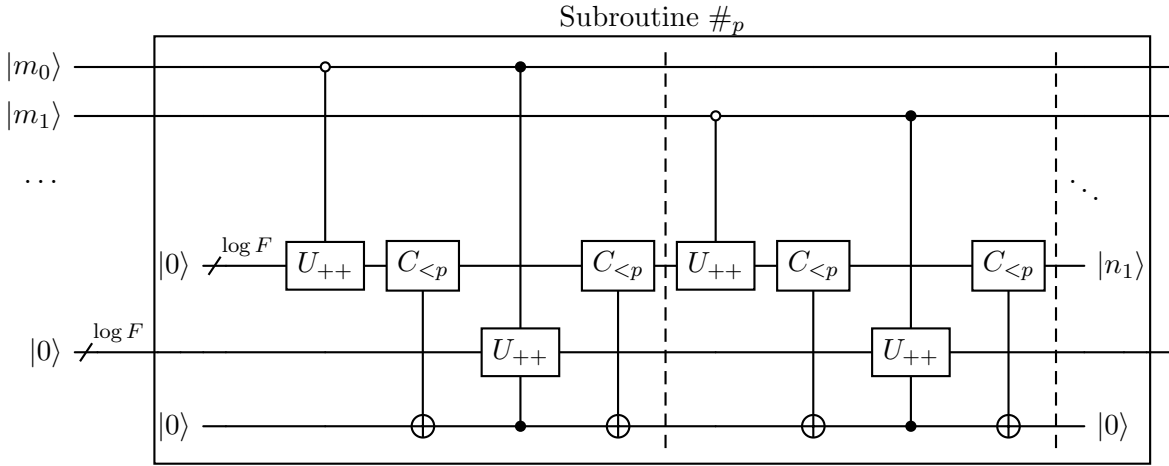 Subroutine #_p
|m_0⟩
|m_1⟩
...
|0⟩ log F U_{++} C_{<p} C_{<p} U_{++} C_{<p} C_{<p} |n_1⟩
|0⟩ log F U_{++} U_{++}
|0⟩ |0⟩